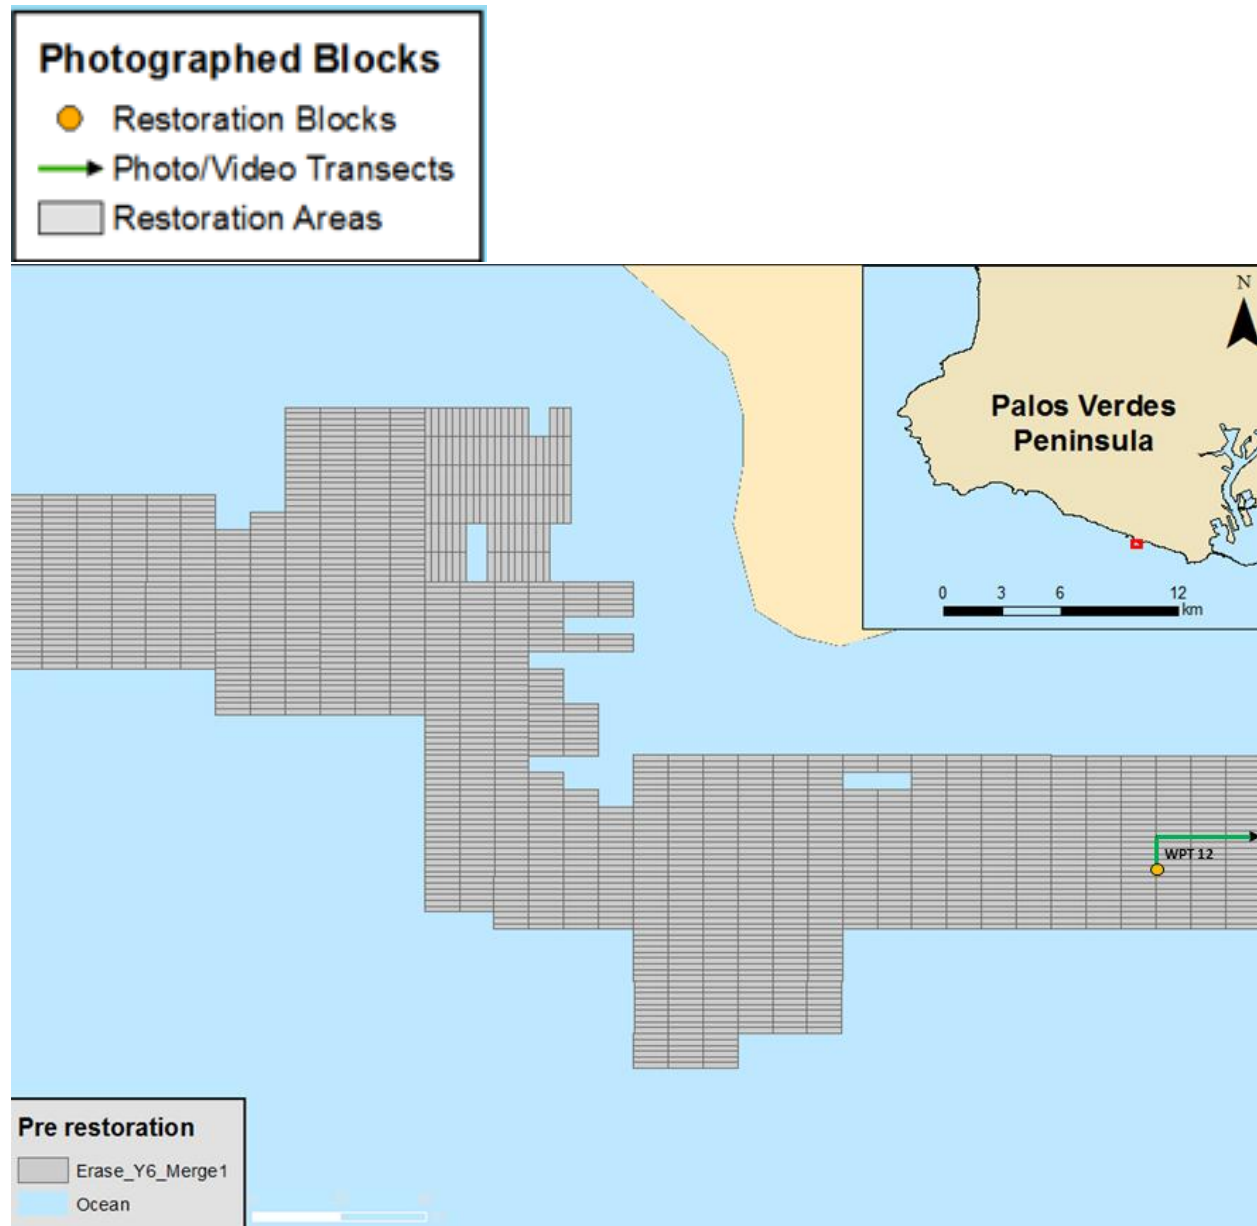 Photographed Blocks
Restoration Blocks
Photo/Video Transects
Restoration Areas
N
Palos Verdes
Peninsula
0 3 6 12
km
WPT 12
Pre restoration
Erase_Y6_Merge1
Ocean